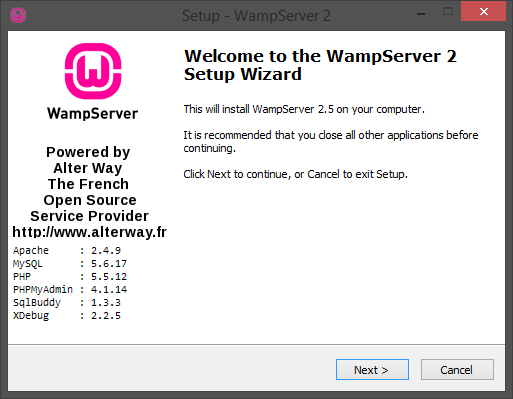 Setup - WampServer 2
Welcome to the WampServer 2
Setup Wizard
This will install WampServer 2.5 on your computer.
It is recommended that you close all other applications before
continuing.
Click Next to continue, or Cancel to exit Setup.
WampServer
Powered by
Alter Way
The French
Open Source
Service Provider
http://www.alterway.fr
Apache : 2.4.9
MySQL : 5.6.17
PHP : 5.5.12
PHPMyAdmin : 4.1.14
SqlBuddy : 1.3.3
XDebug : 2.2.5
Next >
Cancel